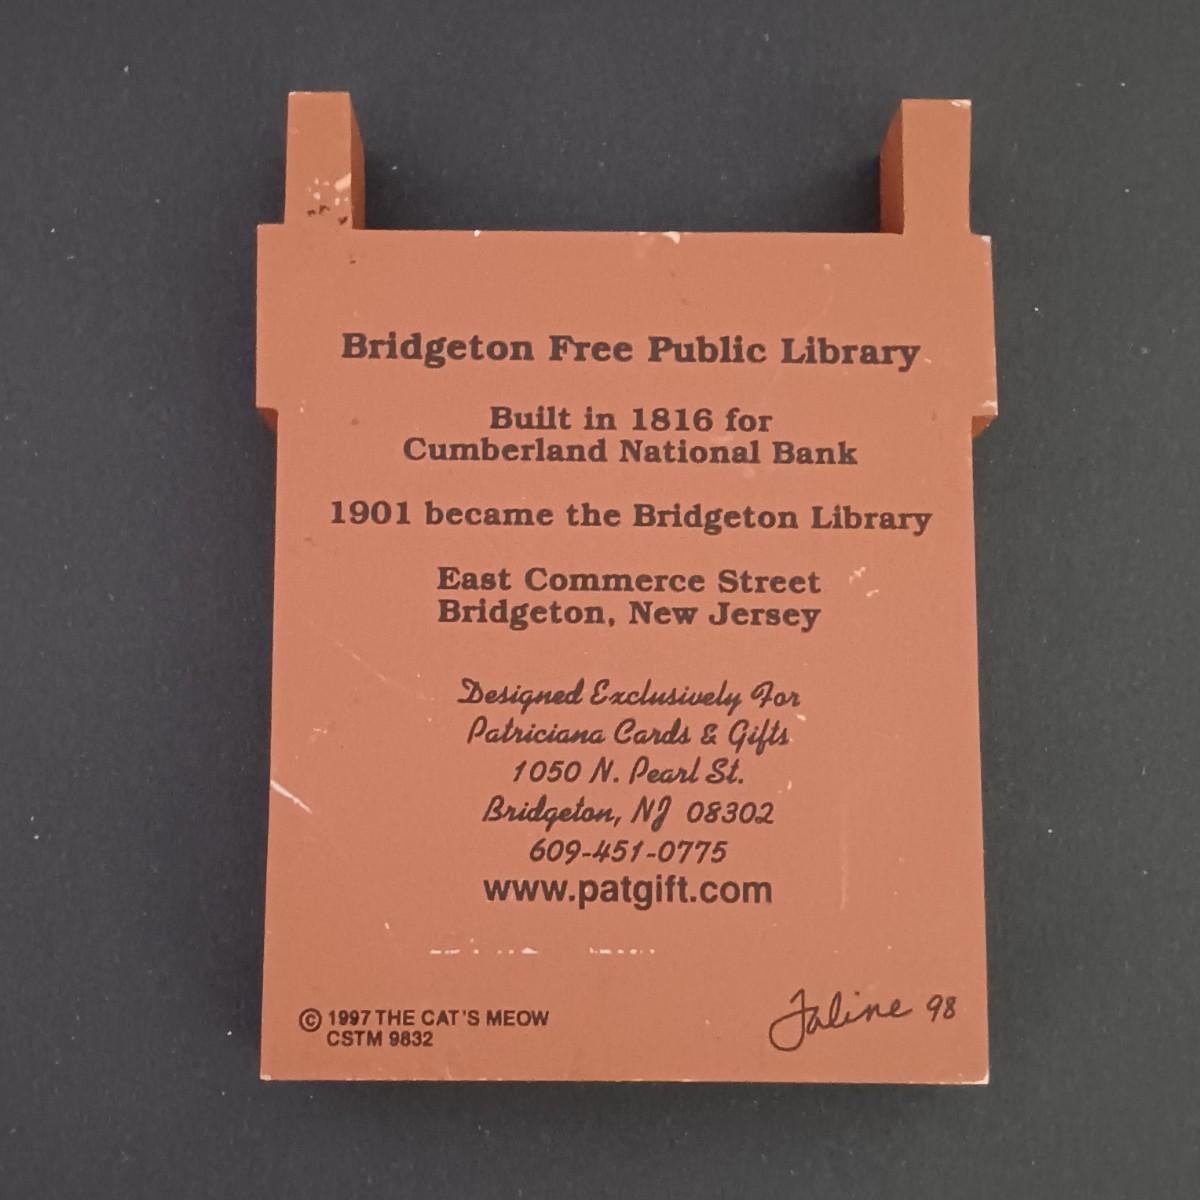 Bridgeton Free Public Library
Built in 1816 for
Cumberland National Bank
1901 became the Bridgeton Library
East Commerce Street
Bridgeton, New Jersey
Designed Exclusively For
Patriciana Cards & Gifts
1050 N. Pearl St.
Bridgeton, NJ 08302
609-451-0775
www.patgift.com
© 1997 THE CAT'S MEOW
CSTM 9832
Faline 98